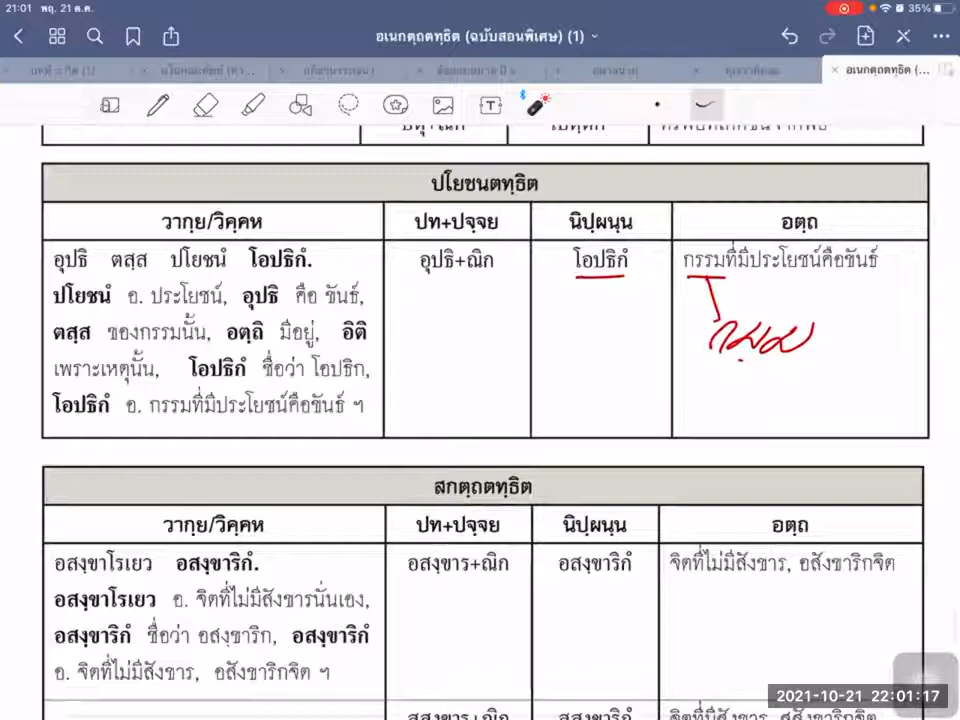 21:01 พฤ. 21 ต.ค.
35%
อเนกตฺถตทฺธิต (ฉบับสอนพิเศษ) (1)
อเนกตฺถตทฺธิต (...
ปโยชนตทฺธิต
วากฺย/วิคฺคห ปท+ปจฺจย นิปฺผนฺน อตฺถ
อุปธิ ตสฺส ปโยชนํ โอปธิกํ. อุปธิ+ณิก โอปธิกํ กรรมที่มีประโยชน์คือขันธ์
ปโยชนํ อ. ประโยชน์, อุปธิ คือ ขันธ์,
ตสฺส ของกรรมนั้น, อตฺถิ มีอยู่, อิติ
เพราะเหตุนั้น, โอปธิกํ ชื่อว่า โอปธิก,
โอปธิกํ อ. กรรมที่มีประโยชน์คือขันธ์ ฯ
สกตฺถตทฺธิต
วากฺย/วิคฺคห ปท+ปจฺจย นิปฺผนฺน อตฺถ
อสงฺขาโรเยว อสงฺขาริกํ. อสงฺขาร+ณิก อสงฺขาริกํ จิตที่ไม่มีสังขาร, อสังขาริกจิต
อสงฺขาโรเยว อ. จิตที่ไม่มีสังขารนั่นเอง,
อสงฺขาริกํ ชื่อว่า อสงฺขาริก, อสงฺขาริกํ
อ. จิตที่ไม่มีสังขาร, อสังขาริกจิต ฯ
2021-10-21 22:01:17